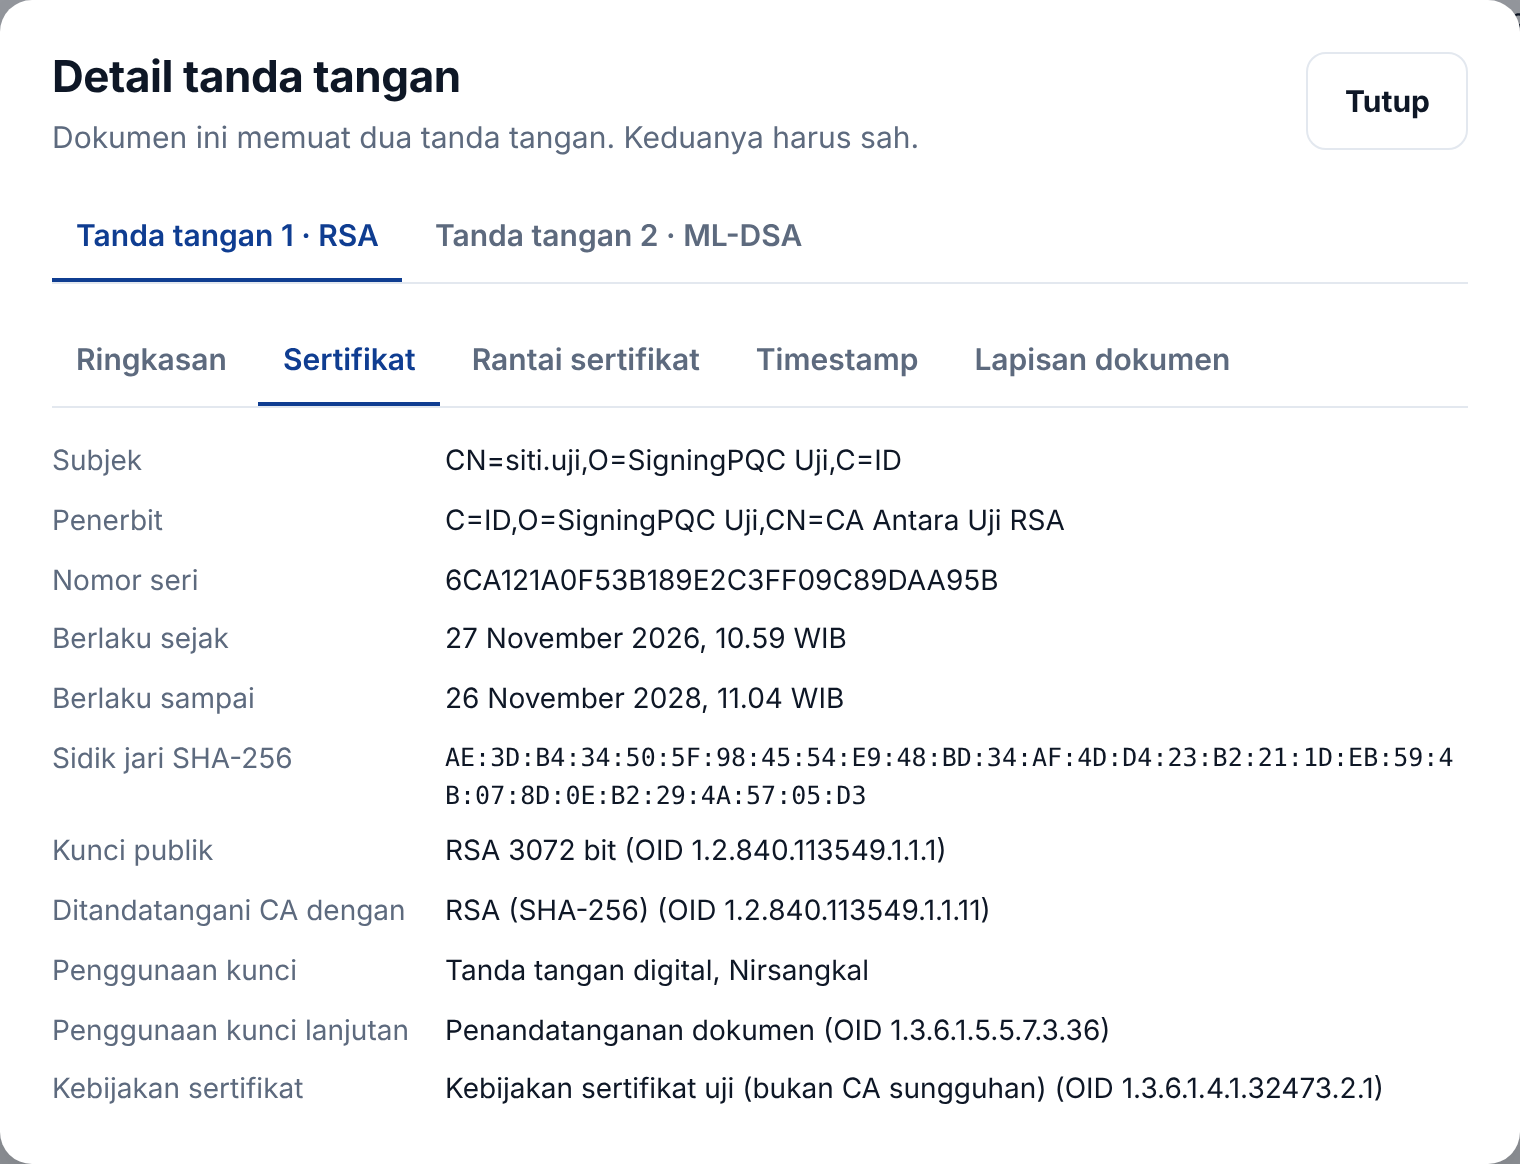 Detail tanda tangan
Tutup
Dokumen ini memuat dua tanda tangan. Keduanya harus sah.
Tanda tangan 1 · RSA
Tanda tangan 2 · ML-DSA
Ringkasan
Sertifikat
Rantai sertifikat
Timestamp
Lapisan dokumen
Subjek CN=siti.uji,O=SigningPQC Uji,C=ID
Penerbit C=ID,O=SigningPQC Uji,CN=CA Antara Uji RSA
Nomor seri 6CA121A0F53B189E2C3FF09C89DAA95B
Berlaku sejak 27 November 2026, 10.59 WIB
Berlaku sampai 26 November 2028, 11.04 WIB
Sidik jari SHA-256 AE:3D:B4:34:50:5F:98:45:54:E9:48:BD:34:AF:4D:D4:23:B2:21:1D:EB:59:4
B:07:8D:0E:B2:29:4A:57:05:D3
Kunci publik RSA 3072 bit (OID 1.2.840.113549.1.1.1)
Ditandatangani CA dengan RSA (SHA-256) (OID 1.2.840.113549.1.1.11)
Penggunaan kunci Tanda tangan digital, Nirsangkal
Penggunaan kunci lanjutan Penandatanganan dokumen (OID 1.3.6.1.5.5.7.3.36)
Kebijakan sertifikat Kebijakan sertifikat uji (bukan CA sungguhan) (OID 1.3.6.1.4.1.32473.2.1)